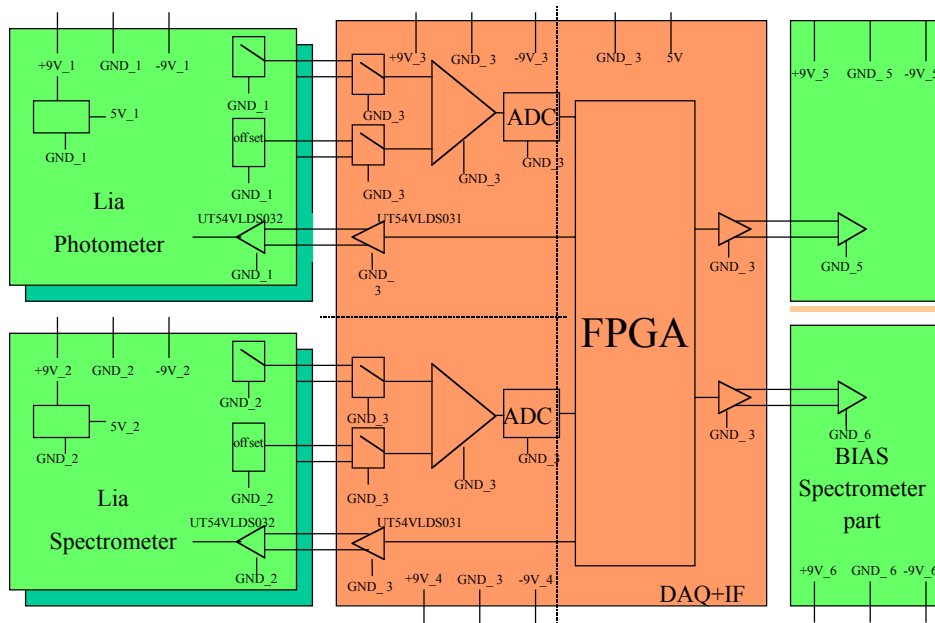 +9V_1 GND_1 -9V_1
5V_1
GND_1
GND_1
offset
GND_1
Lia
Photometer
UT54VLDS032
GND_1
+9V_3 GND_3 -9V_3 GND_3 5V
GND_3
GND_3
GND_3
ADC
GND_3
UT54VLDS031
GND_
3
FPGA
GND_3
+9V_5 GND_5 -9V_5
GND_5
+9V_2 GND_2 -9V_2
5V_2
GND_2
GND_2
offset
GND_2
Lia
Spectrometer
UT54VLDS032
GND_2
GND_3
GND_3
GND_3
ADC
GND_3
UT54VLDS031
GND_3
+9V_4 GND_3 -9V_4
GND_3
DAQ+IF
GND_6
BIAS
Spectrometer
part
+9V_6 GND_6 -9V_6